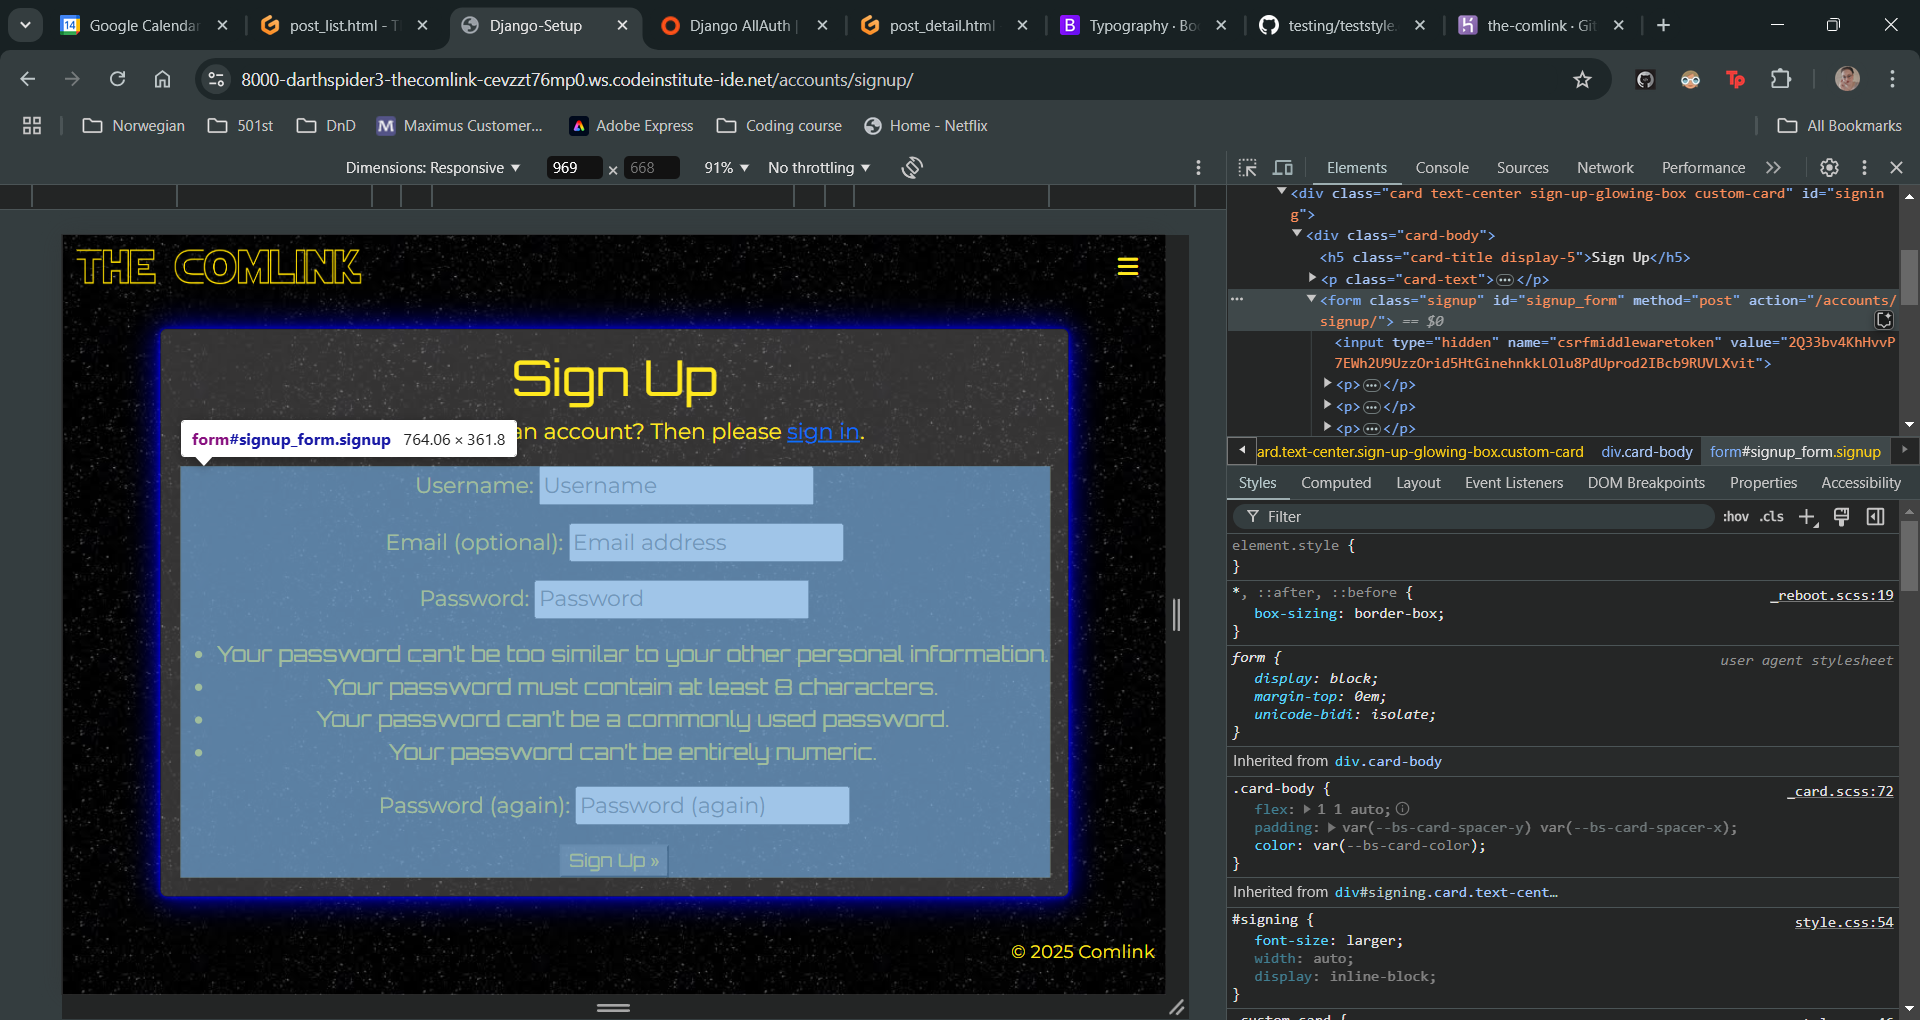 14 Google Calendar
post_list.html - T
Django-Setup
Django AllAuth |
post_detail.html
B Typography · Bo
testing/teststyle.
the-comlink · Git
8000-darthspider3-thecomlink-cevzzt76mp0.ws.codeinstitute-ide.net/accounts/signup/
Tp
Norwegian
501st
DnD
M Maximus Customer...
Adobe Express
Coding course
Home - Netflix
All Bookmarks
Dimensions: Responsive ▼ 969 × 668 91% ▼ No throttling ▼
Elements Console Sources Network Performance »
THE COMLINK
Sign Up
an account? Then please sign in.
form#signup_form.signup 764.06 × 361.8
Username: Username
Email (optional): Email address
Password: Password
• Your password can't be too similar to your other personal information.
• Your password must contain at least 8 characters.
• Your password can't be a commonly used password.
• Your password can't be entirely numeric.
Password (again): Password (again)
Sign Up »
© 2025 Comlink
<div class="card text-center sign-up-glowing-box custom-card" id="signin
g">
<div class="card-body">
<h5 class="card-title display-5">Sign Up</h5>
<p class="card-text">…</p>
<form class="signup" id="signup_form" method="post" action="/accounts/
signup/"> == $0
<input type="hidden" name="csrfmiddlewaretoken" value="2Q33bv4KhHvvP
7EWh2U9UzzOrid5HtGinehnkkLOlu8PdUprod2IBcb9RUVLXvit">
<p>…</p>
<p>…</p>
<p>…</p>
ard.text-center.sign-up-glowing-box.custom-card div.card-body form#signup_form.signup
Styles Computed Layout Event Listeners DOM Breakpoints Properties Accessibility
Filter :hov .cls
element.style {
}
*, ::after, ::before { _reboot.scss:19
box-sizing: border-box;
}
form { user agent stylesheet
display: block;
margin-top: 0em;
unicode-bidi: isolate;
}
Inherited from div.card-body
.card-body { _card.scss:72
flex: 1 1 auto;
padding: var(--bs-card-spacer-y) var(--bs-card-spacer-x);
color: var(--bs-card-color);
}
Inherited from div#signing.card.text-cent…
#signing { style.css:54
font-size: larger;
width: auto;
display: inline-block;
}